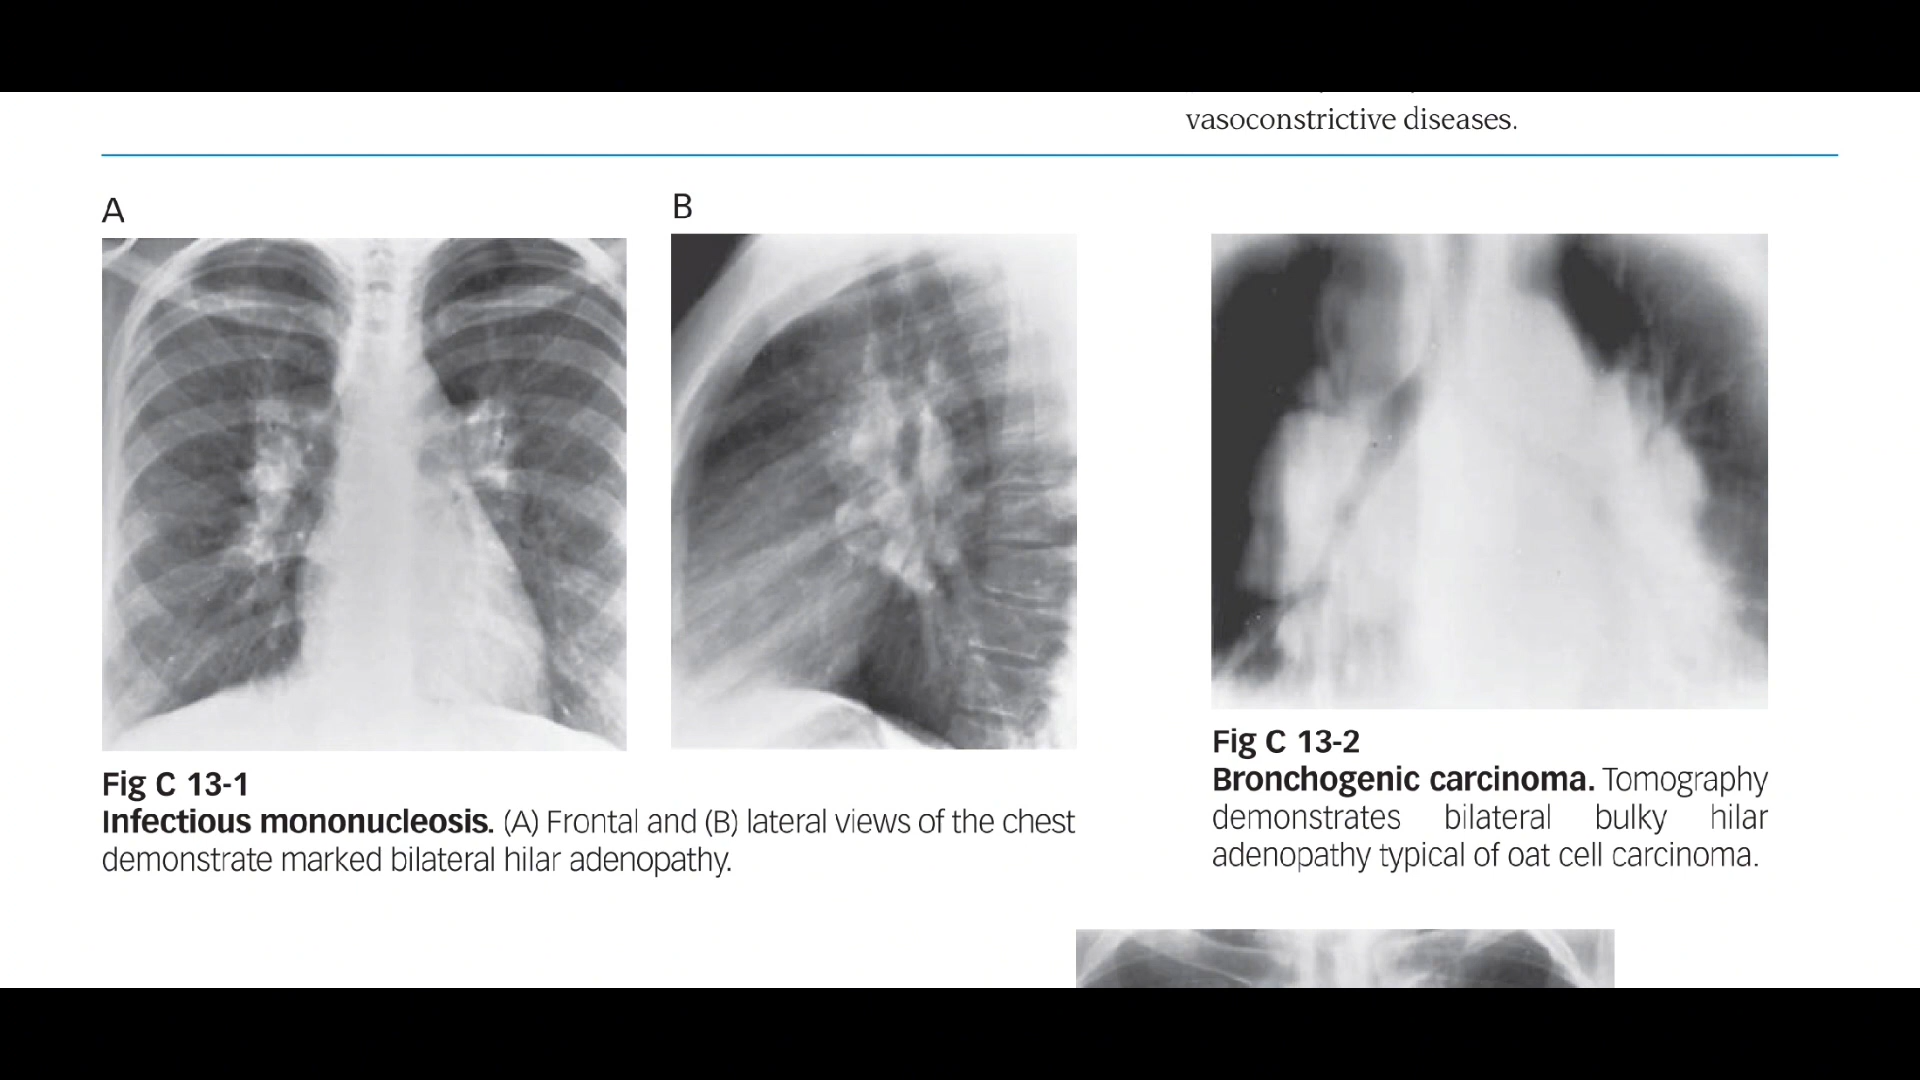 vasoconstrictive diseases.
A
B
Fig C 13-1
Infectious mononucleosis. (A) Frontal and (B) lateral views of the chest
demonstrate marked bilateral hilar adenopathy.
Fig C 13-2
Bronchogenic carcinoma. Tomography
demonstrates bilateral bulky hilar
adenopathy typical of oat cell carcinoma.